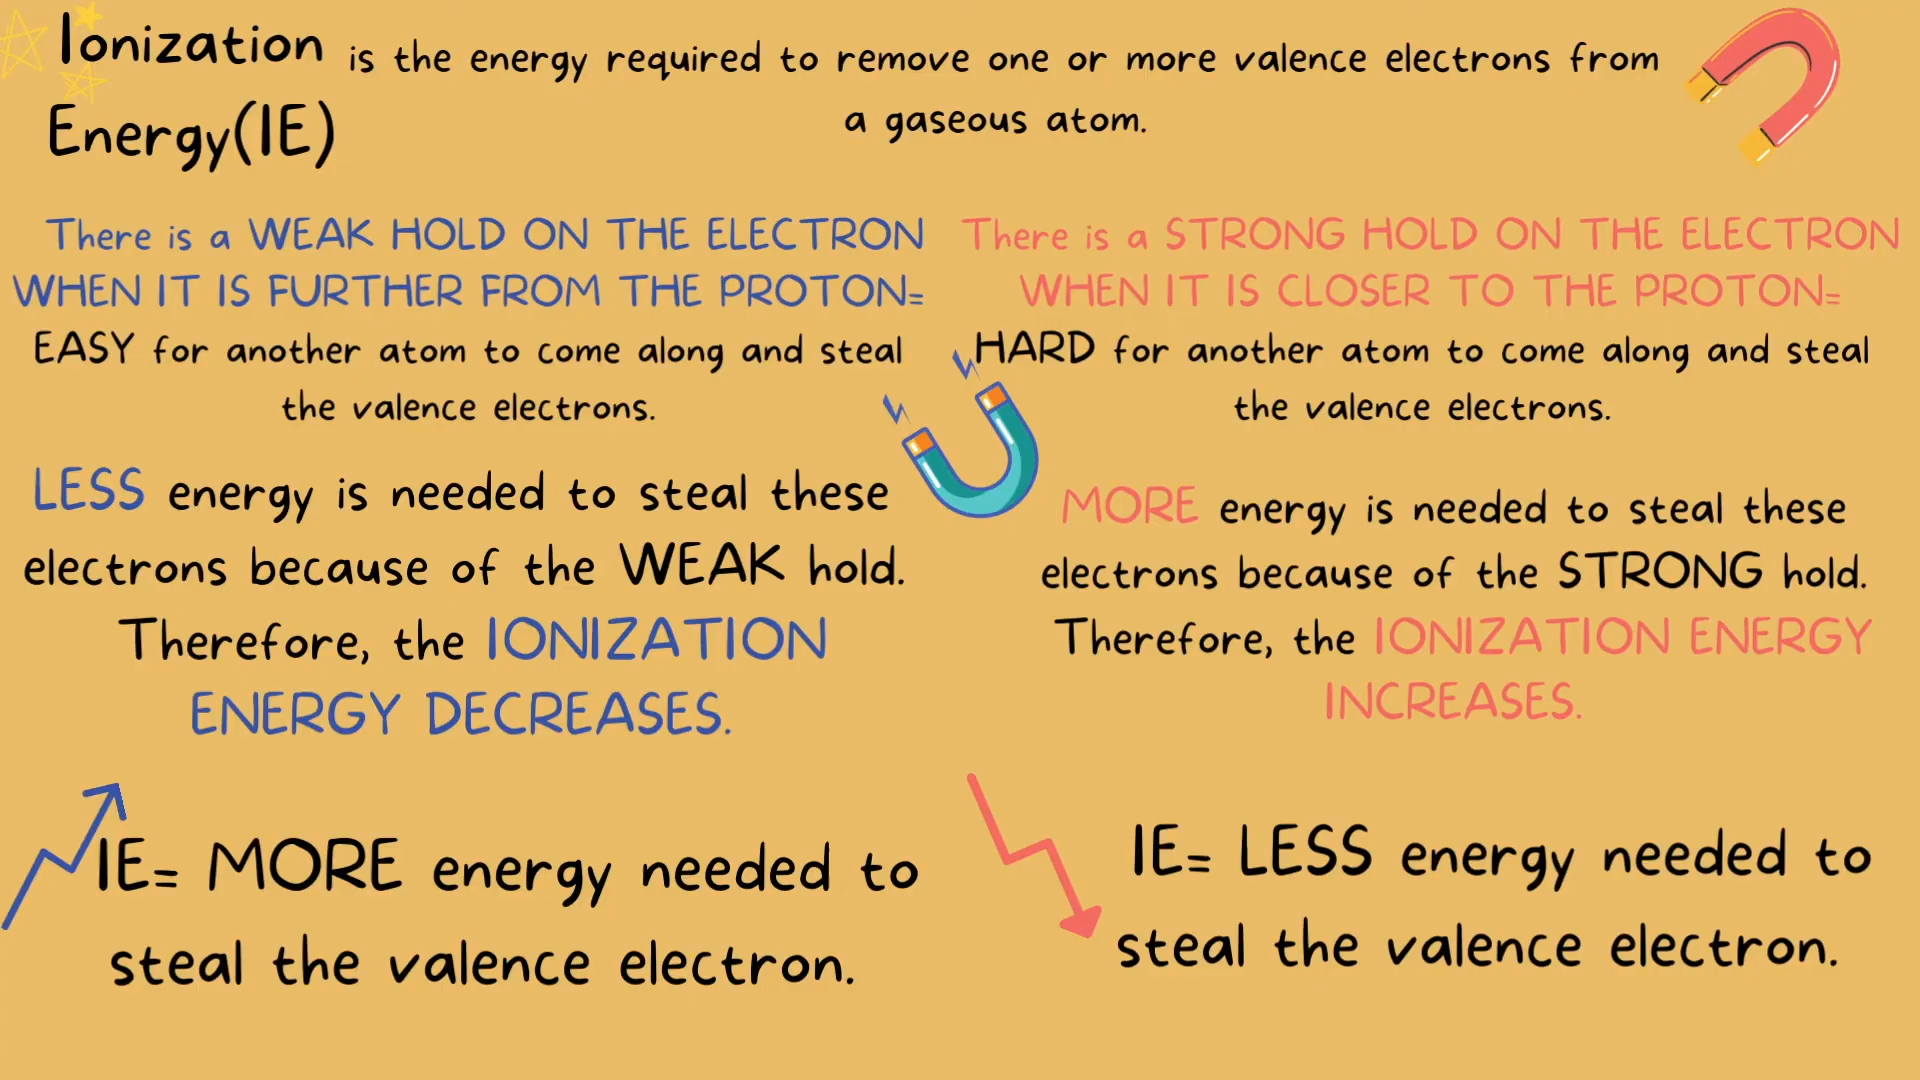 Ionization
Energy(IE)
is the energy required to remove one or more valence electrons from
a gaseous atom.
There is a WEAK HOLD ON THE ELECTRON
WHEN IT IS FURTHER FROM THE PROTON=
EASY for another atom to come along and steal
the valence electrons.
LESS energy is needed to steal these
electrons because of the WEAK hold.
Therefore, the IONIZATION
ENERGY DECREASES.
IE= MORE energy needed to
steal the valence electron.
There is a STRONG HOLD ON THE ELECTRON
WHEN IT IS CLOSER TO THE PROTON=
HARD for another atom to come along and steal
the valence electrons.
MORE energy is needed to steal these
electrons because of the STRONG hold.
Therefore, the IONIZATION ENERGY
INCREASES.
IE= LESS energy needed to
steal the valence electron.